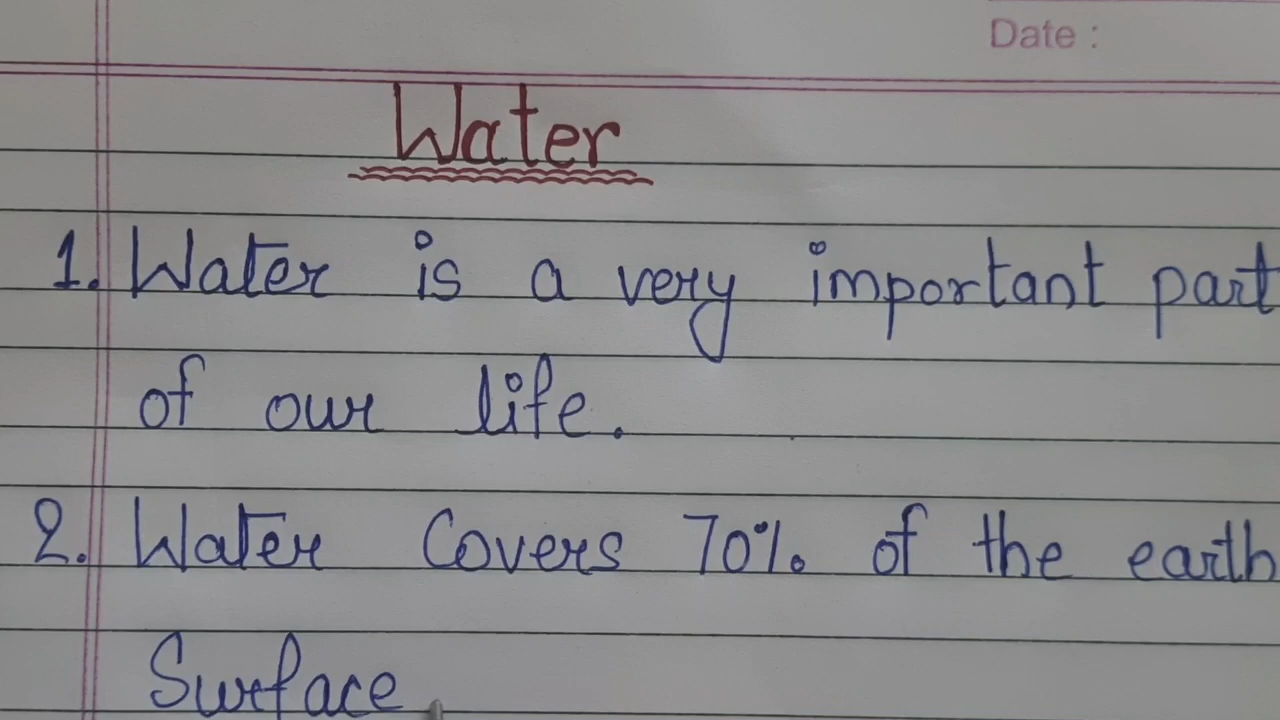 Date :
Water
1. Water is a very important part
of our life.
2. Water Covers 70% of the earth
Surface